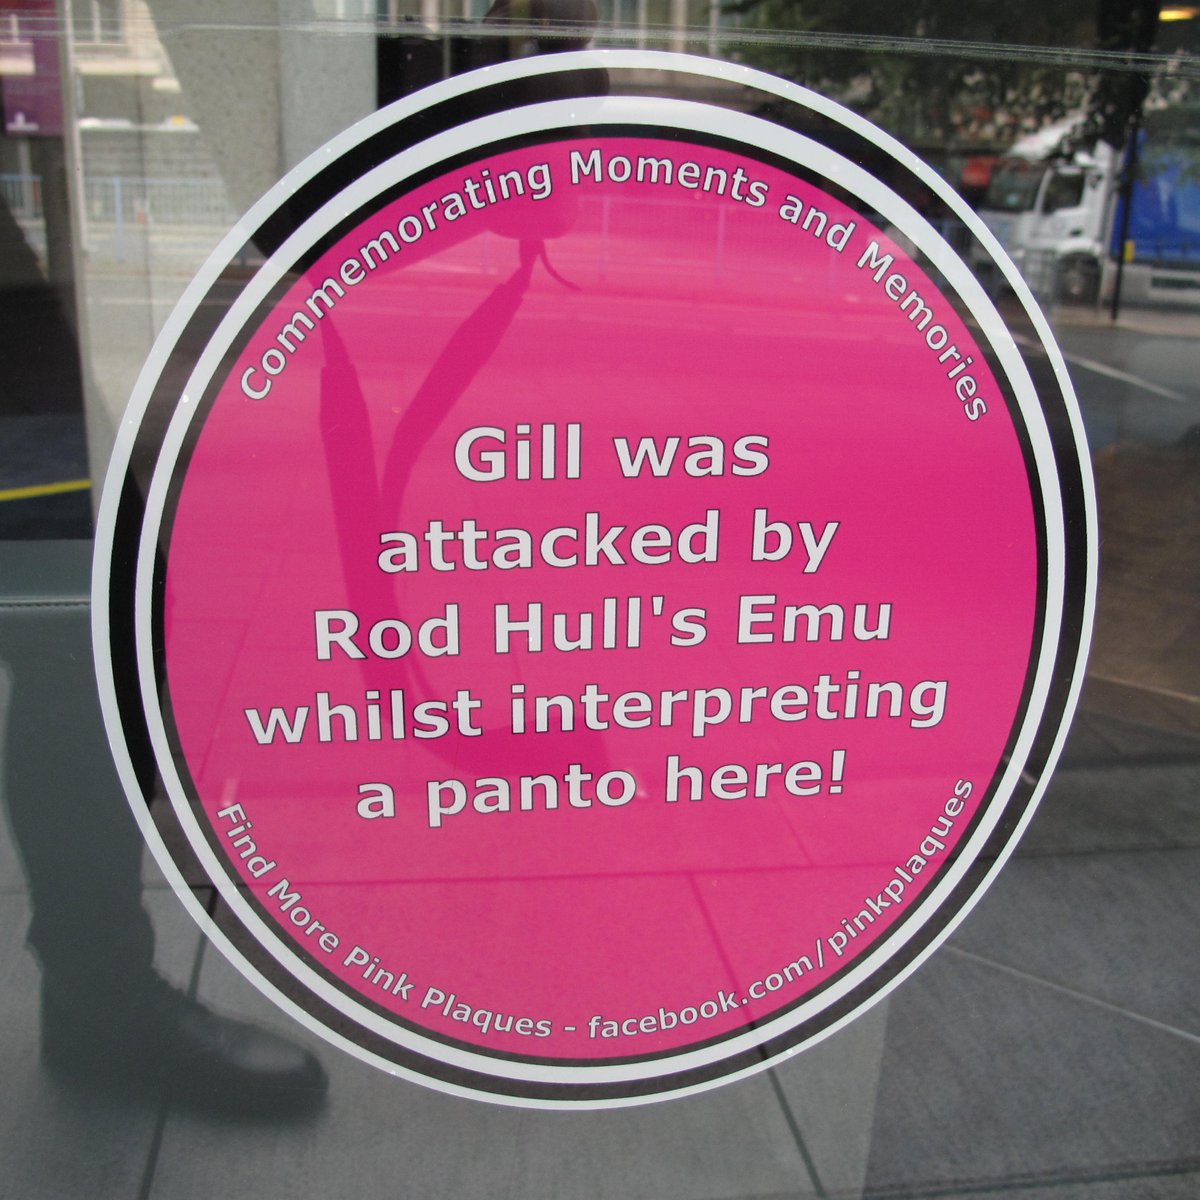 Commemorating Moments and Memories
Gill was
attacked by
Rod Hull's Emu
whilst interpreting
a panto here!
Find More Pink Plaques - facebook.com/pinkplaques